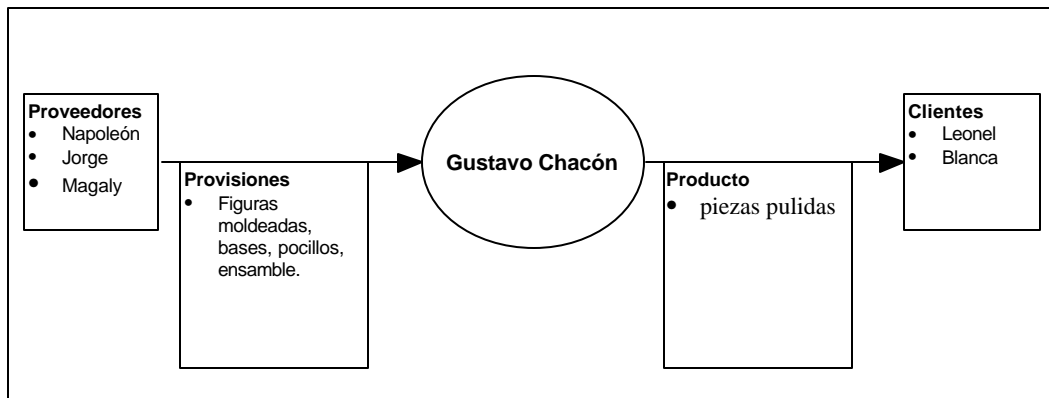 Proveedores
• Napoleón
• Jorge
• Magaly
Provisiones
• Figuras
moldeadas,
bases, pocillos,
ensamble.
Gustavo Chacón
Producto
• piezas pulidas
Clientes
• Leonel
• Blanca